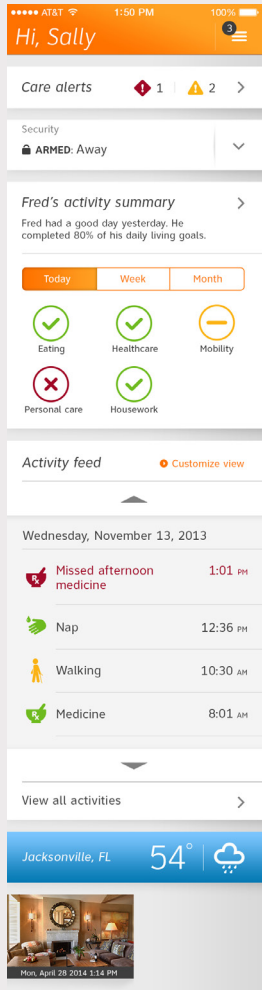 AT&T 1:50 PM 100%
Hi, Sally 3
Care alerts 1 2
Security
ARMED: Away
Fred's activity summary
Fred had a good day yesterday. He
completed 80% of his daily living goals.
Today Week Month
Eating Healthcare Mobility
Personal care Housework
Activity feed Customize view
Wednesday, November 13, 2013
Missed afternoon 1:01 PM
medicine
Nap 12:36 PM
Walking 10:30 AM
Medicine 8:01 AM
View all activities
Jacksonville, FL 54°
Mon, April 28 2014 1:14 PM